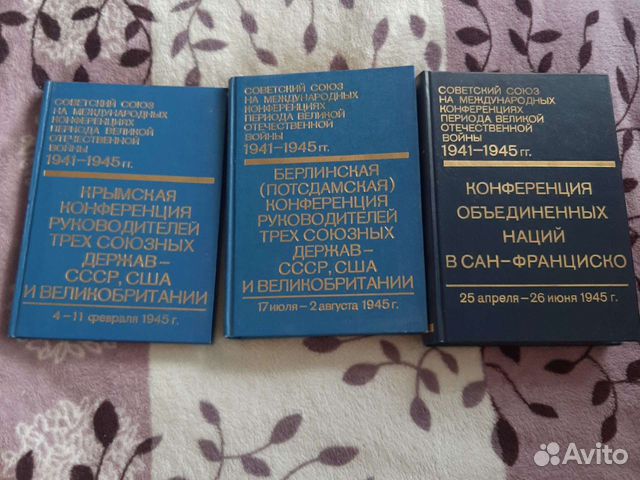 СОВЕТСКИЙ СОЮЗ
НА МЕЖДУНАРОДНЫХ
КОНФЕРЕНЦИЯХ
ПЕРИОДА ВЕЛИКОЙ
ОТЕЧЕСТВЕННОЙ
ВОЙНЫ
1941–1945 гг.
КРЫМСКАЯ
КОНФЕРЕНЦИЯ
РУКОВОДИТЕЛЕЙ
ТРЕХ СОЮЗНЫХ
ДЕРЖАВ–
СССР, США
И ВЕЛИКОБРИТАНИИ
4–11 февраля 1945 г.
СОВЕТСКИЙ СОЮЗ
НА МЕЖДУНАРОДНЫХ
КОНФЕРЕНЦИЯХ
ПЕРИОДА ВЕЛИКОЙ
ОТЕЧЕСТВЕННОЙ
ВОЙНЫ
1941–1945 гг.
БЕРЛИНСКАЯ
(ПОТСДАМСКАЯ)
КОНФЕРЕНЦИЯ
РУКОВОДИТЕЛЕЙ
ТРЕХ СОЮЗНЫХ
ДЕРЖАВ–
СССР, США
И ВЕЛИКОБРИТАНИИ
17 июля – 2 августа 1945 г.
СОВЕТСКИЙ СОЮЗ
НА МЕЖДУНАРОДНЫХ
КОНФЕРЕНЦИЯХ
ПЕРИОДА ВЕЛИКОЙ
ОТЕЧЕСТВЕННОЙ
ВОЙНЫ
1941–1945 гг.
КОНФЕРЕНЦИЯ
ОБЪЕДИНЕННЫХ
НАЦИЙ
В САН-ФРАНЦИСКО
25 апреля – 26 июня 1945 г.
Avito